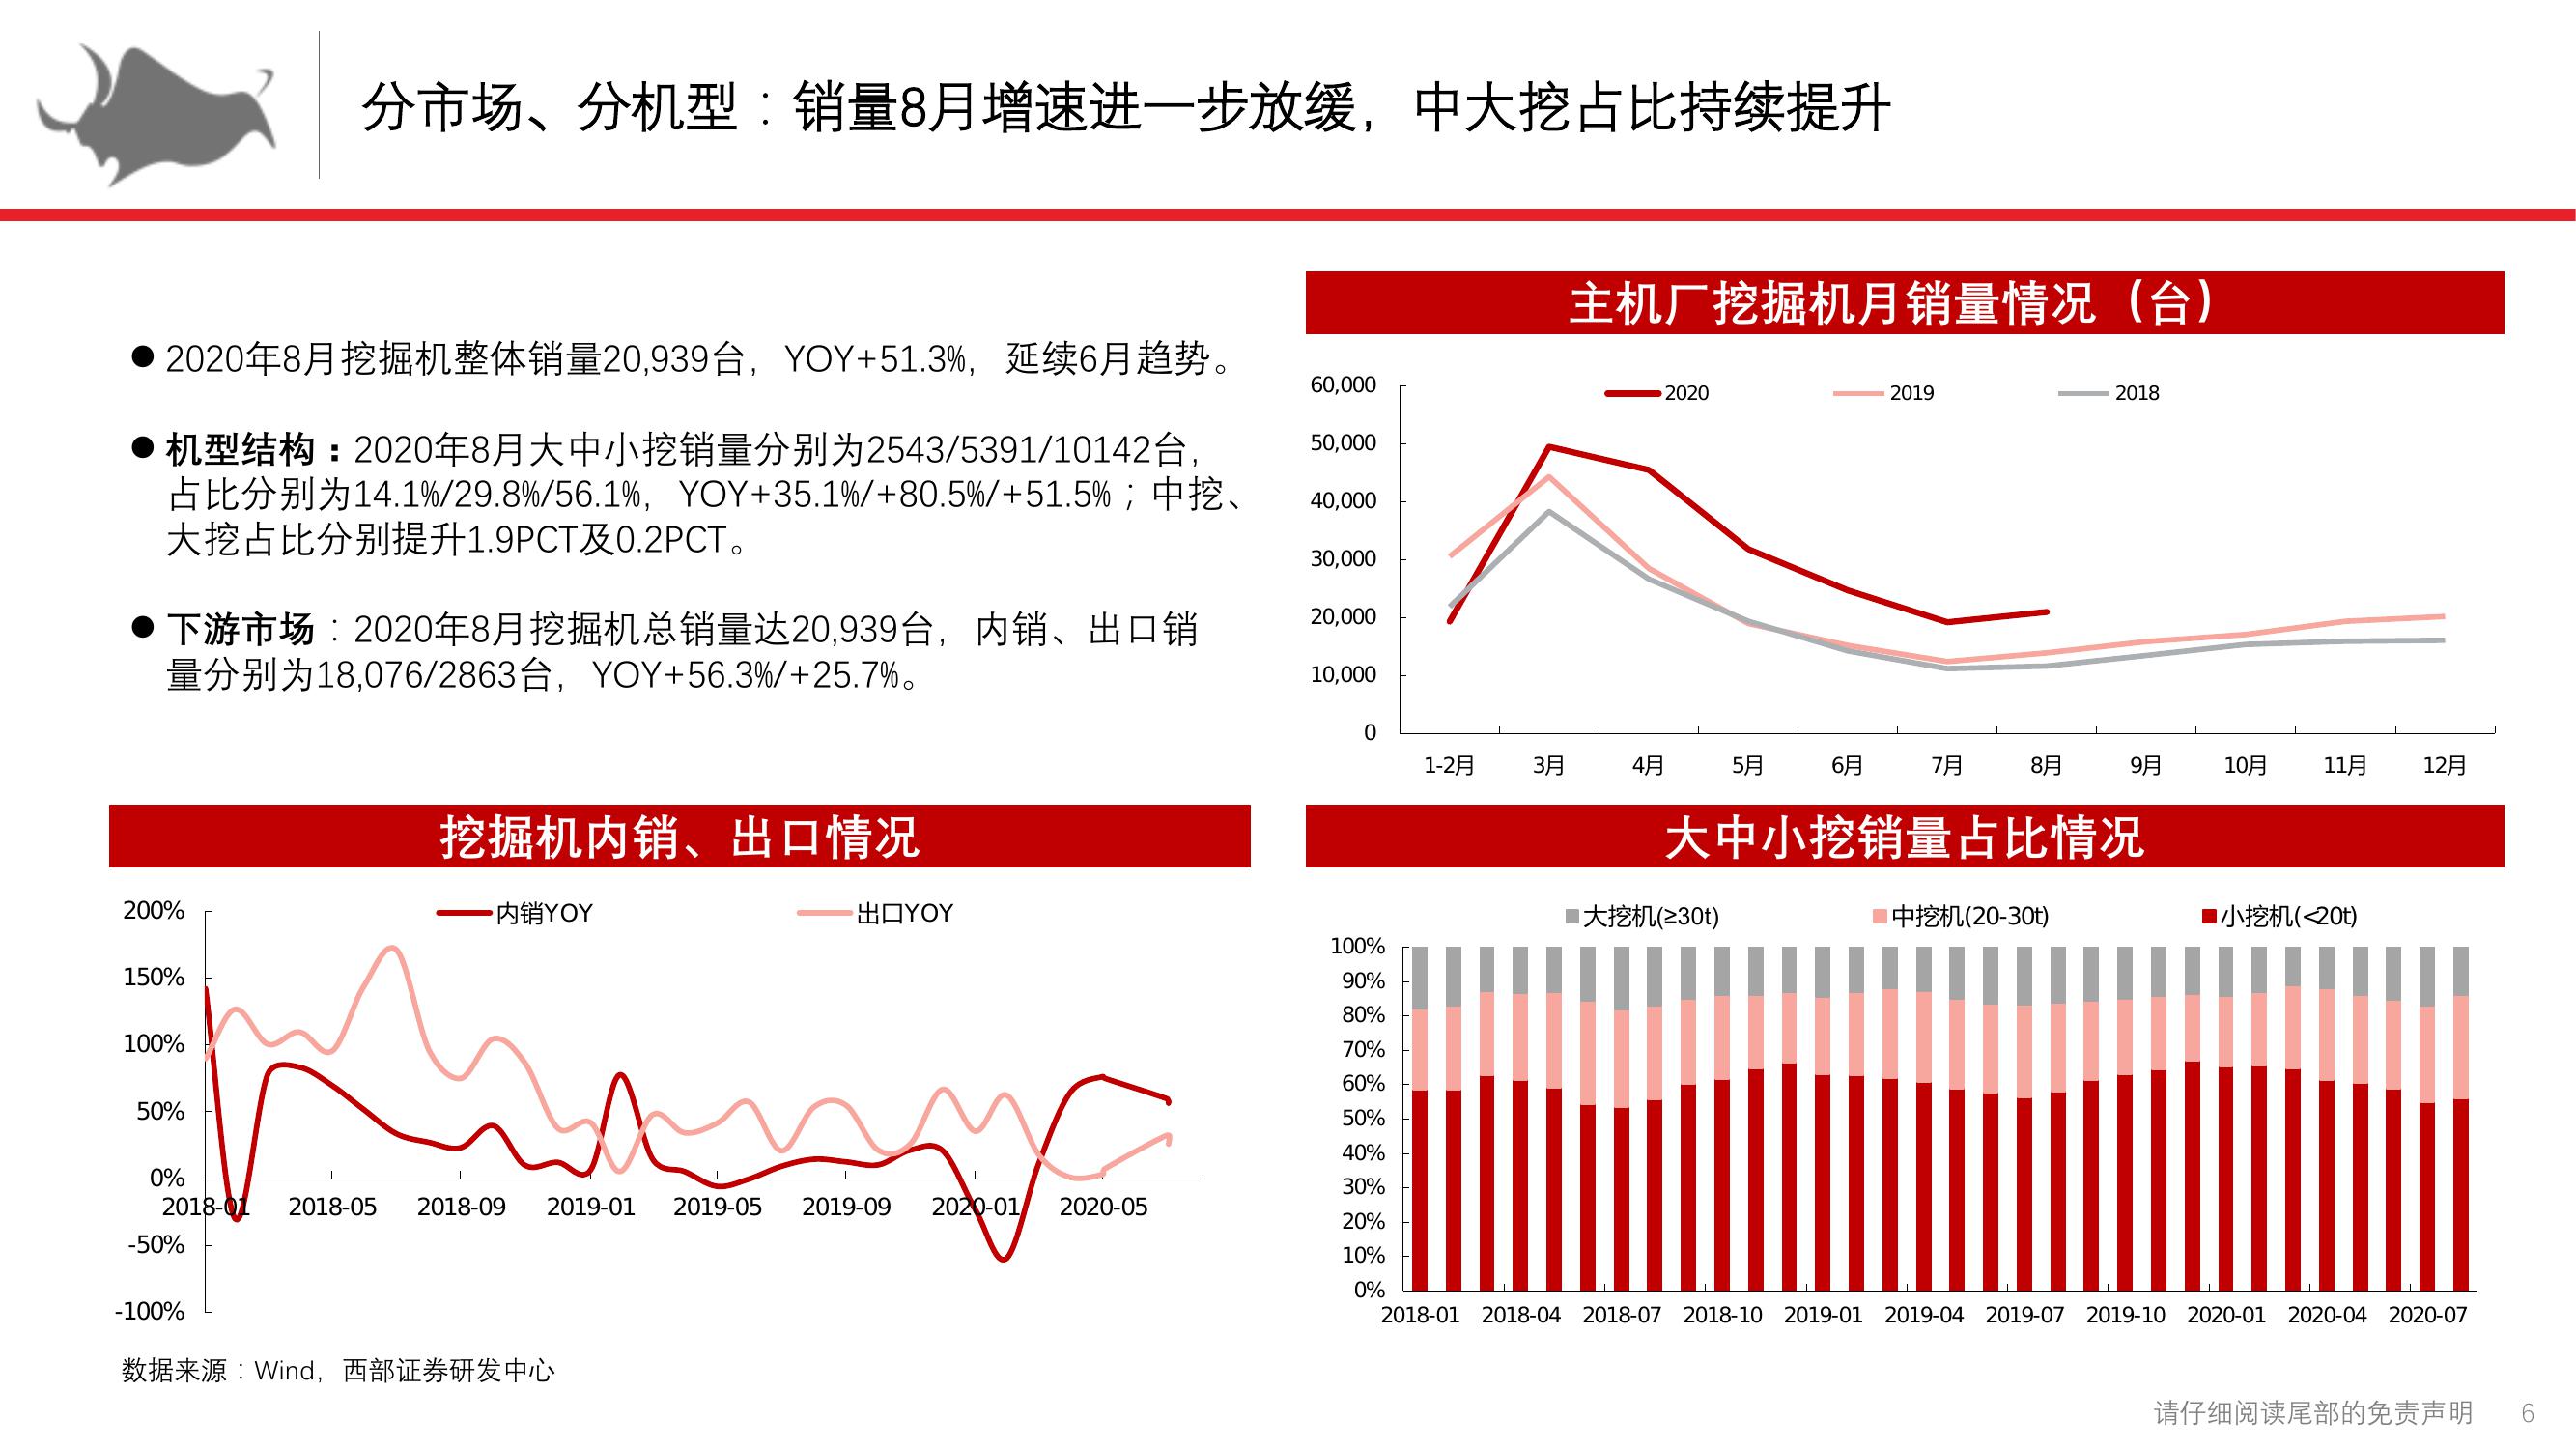 分市场、分机型：销量8月增速进一步放缓，中大挖占比持续提升
● 2020年8月挖掘机整体销量20,939台，YOY+51.3%，延续6月趋势。
● 机型结构：2020年8月大中小挖销量分别为2543/5391/10142台，
占比分别为14.1%/29.8%/56.1%，YOY+35.1%/+80.5%/+51.5%；中挖、
大挖占比分别提升1.9PCT及0.2PCT。
● 下游市场：2020年8月挖掘机总销量达20,939台，内销、出口销
量分别为18,076/2863台，YOY+56.3%/+25.7%。
主机厂挖掘机月销量情况（台）
2020 2019 2018
60,000
50,000
40,000
30,000
20,000
10,000
0
1-2月 3月 4月 5月 6月 7月 8月 9月 10月 11月 12月
挖掘机内销、出口情况
内销YOY 出口YOY
200%
150%
100%
50%
0%
-50%
-100%
2018-01 2018-05 2018-09 2019-01 2019-05 2019-09 2020-01 2020-05
大中小挖销量占比情况
大挖机(≥30t) 中挖机(20-30t) 小挖机(<20t)
100%
90%
80%
70%
60%
50%
40%
30%
20%
10%
0%
2018-01 2018-04 2018-07 2018-10 2019-01 2019-04 2019-07 2019-10 2020-01 2020-04 2020-07
数据来源：Wind，西部证券研发中心
请仔细阅读尾部的免责声明 6